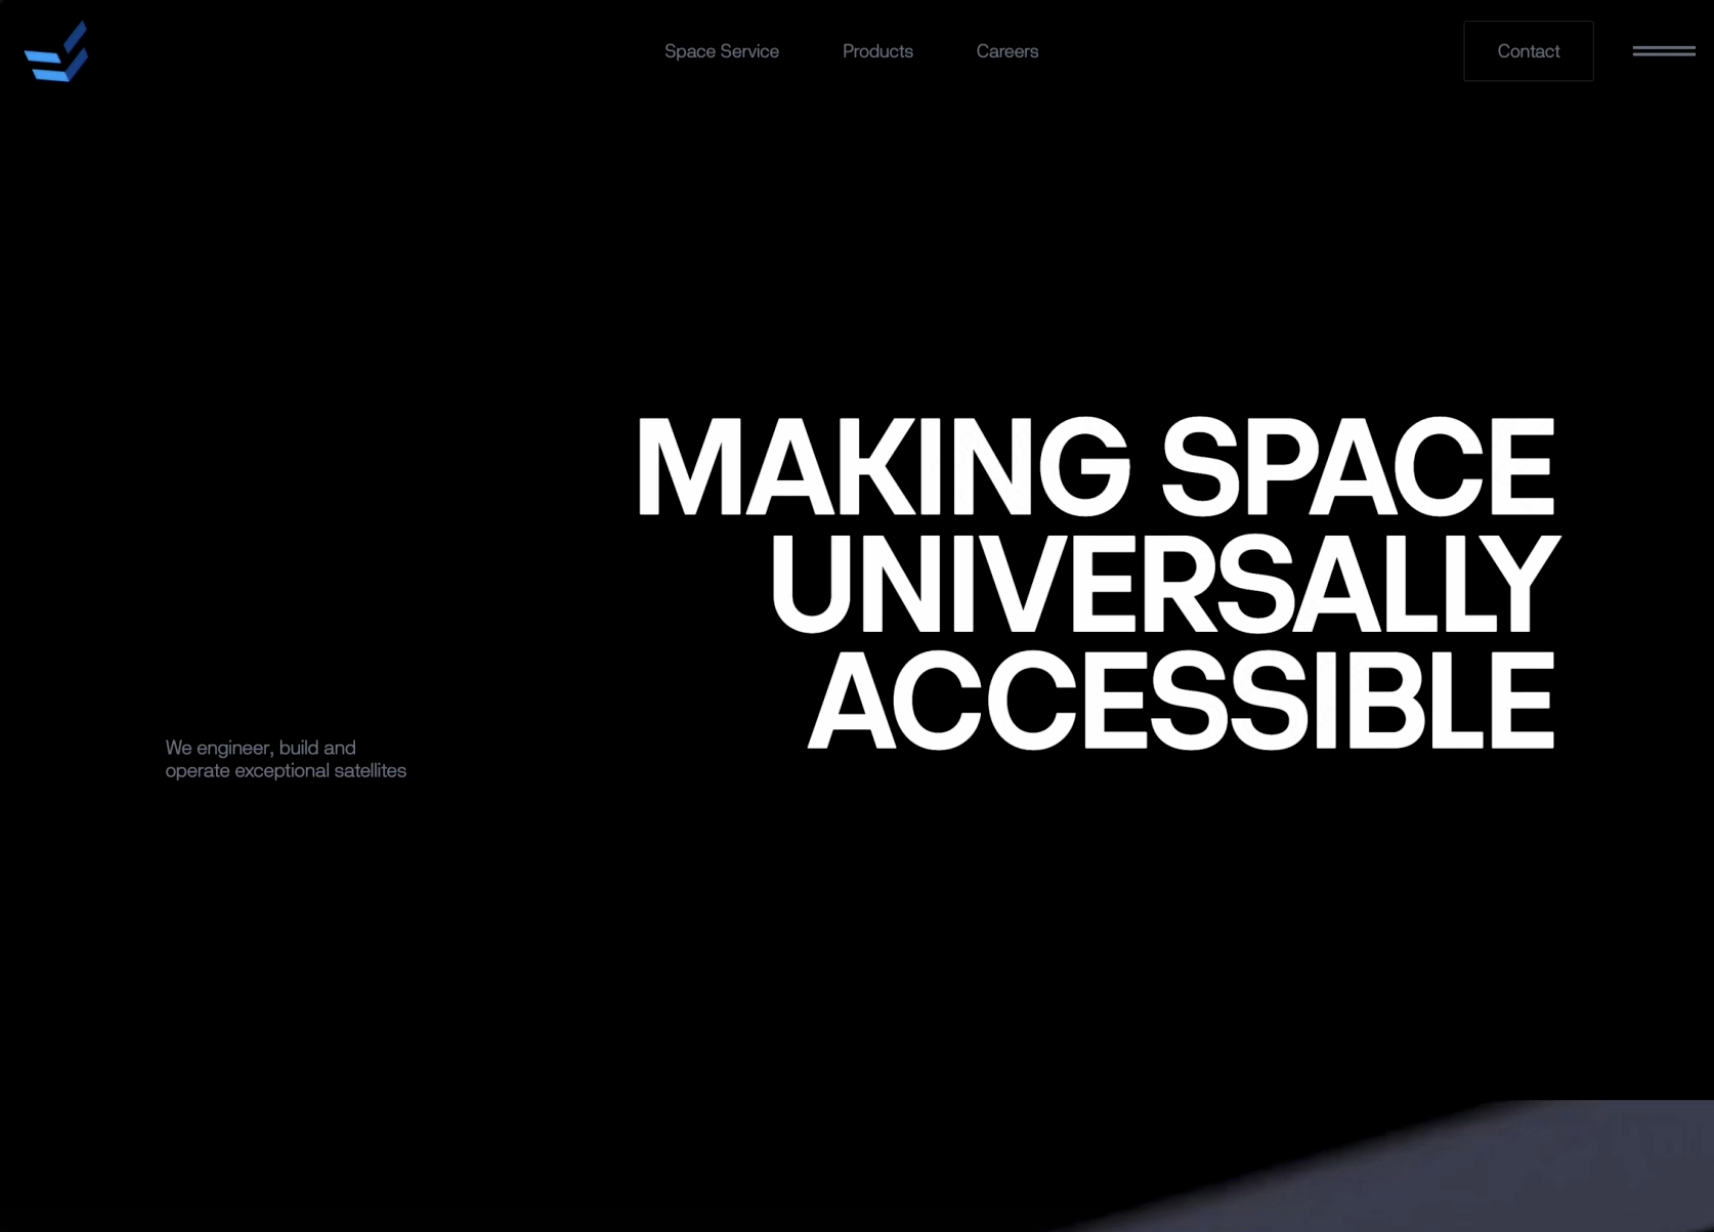 Space Service
Products
Careers
Contact
MAKING SPACE
UNIVERSALLY
ACCESSIBLE
We engineer, build and
operate exceptional satellites